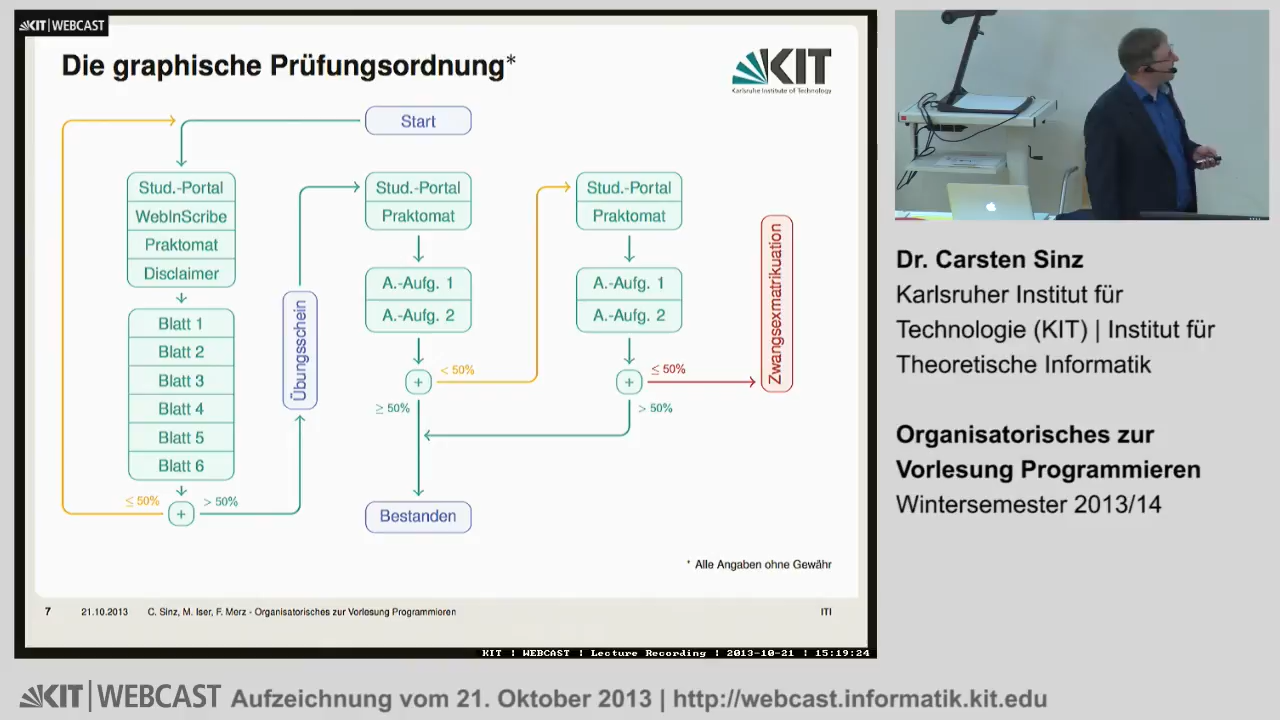 KIT | WEBCAST
Die graphische Prüfungsordnung*
KIT
Karlsruhe Institute of Technology
Start
Stud.-Portal
WebInScribe
Praktomat
Disclaimer
Blatt 1
Blatt 2
Blatt 3
Blatt 4
Blatt 5
Blatt 6
≤ 50%
+
> 50%
Übungsschein
Stud.-Portal
Praktomat
A.-Aufg. 1
A.-Aufg. 2
+
< 50%
≥ 50%
Stud.-Portal
Praktomat
A.-Aufg. 1
A.-Aufg. 2
+
≤ 50%
> 50%
Zwangsexmatrikuation
Bestanden
* Alle Angaben ohne Gewähr
7 21.10.2013 C. Sinz, M. Iser, F. Merz - Organisatorisches zur Vorlesung Programmieren ITI
KIT ! WEBCAST ! Lecture Recording ! 2013-10-21 ! 15:19:24
Dr. Carsten Sinz
Karlsruher Institut für
Technologie (KIT) | Institut für
Theoretische Informatik
Organisatorisches zur
Vorlesung Programmieren
Wintersemester 2013/14
KIT | WEBCAST Aufzeichnung vom 21. Oktober 2013 | http://webcast.informatik.kit.edu